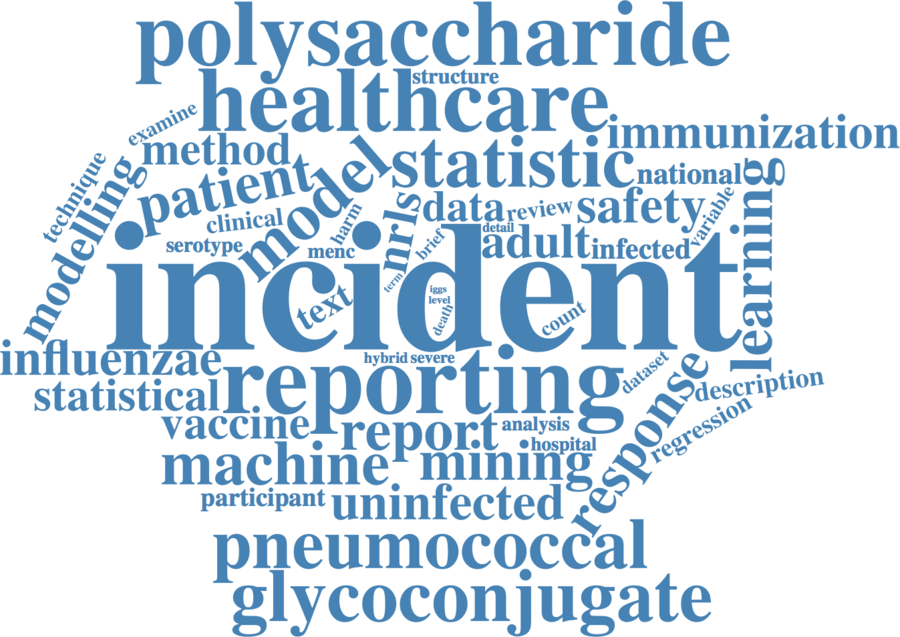 polysaccharide
structure
healthcare
examine
immunization
method
statistic
technique
national
learning
patient
model
modelling
harm
nrls
data
review
safety
variable
clinical
detail
serotype
menc
brief
adult
infected
incident
term
iggs
level
death
text
count
influenzae
hybrid
severe
reporting
dataset
response
description
statistical
regression
vaccine
report
analysis
hospital
machine
mining
participant
uninfected
pneumococcal
glycoconjugate